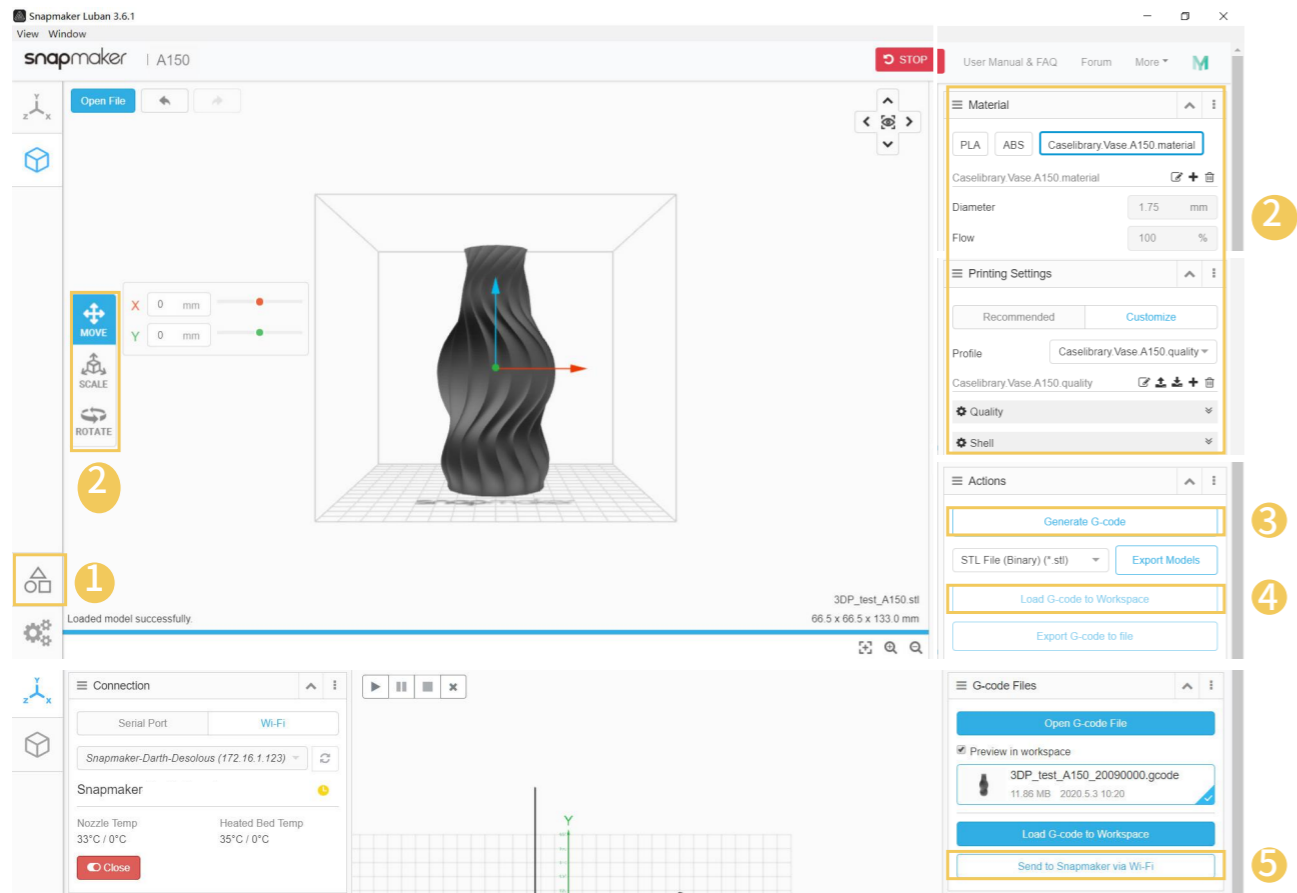 Snapmaker Luban 3.6.1
View Window
snapmaker | A150
STOP
User Manual & FAQ Forum More
Open File
Material
PLA ABS Caselibrary.Vase.A150.material
Caselibrary.Vase.A150.material
Diameter 1.75 mm
Flow 100 %
2
Printing Settings
Recommended Customize
Profile Caselibrary.Vase.A150.quality
Caselibrary.Vase.A150.quality
Quality
Shell
MOVE
X 0 mm
Y 0 mm
SCALE
ROTATE
2
snapmaker
Actions
Generate G-code
3
STL File (Binary) (*.stl) Export Models
Load G-code to Workspace
4
Export G-code to file
1
3DP_test_A150.stl
Loaded model successfully. 66.5 x 66.5 x 133.0 mm
Y
Z X
Connection
Serial Port Wi-Fi
Snapmaker-Darth-Desolous (172.16.1.123)
Snapmaker
Nozzle Temp Heated Bed Temp
33°C / 0°C 35°C / 0°C
Close
Y
G-code Files
Open G-code File
Preview in workspace
3DP_test_A150_20090000.gcode
11.86 MB 2020.5.3 10:20
Load G-code to Workspace
Send to Snapmaker via Wi-Fi
5